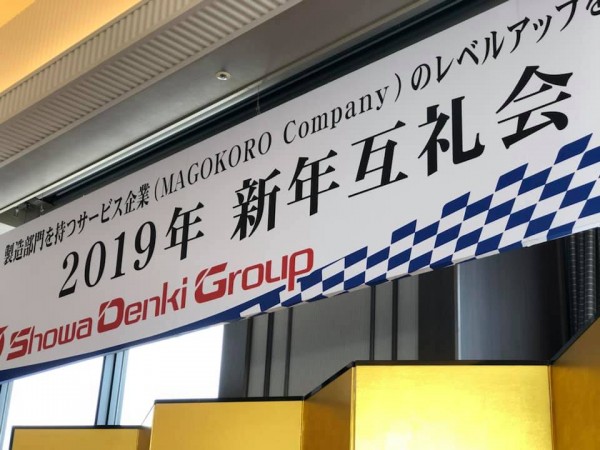 製造部門を持つサービス企業(MAGOKORO Company)のレベルアップを
2019年 新年互礼会
Showa Denki Group